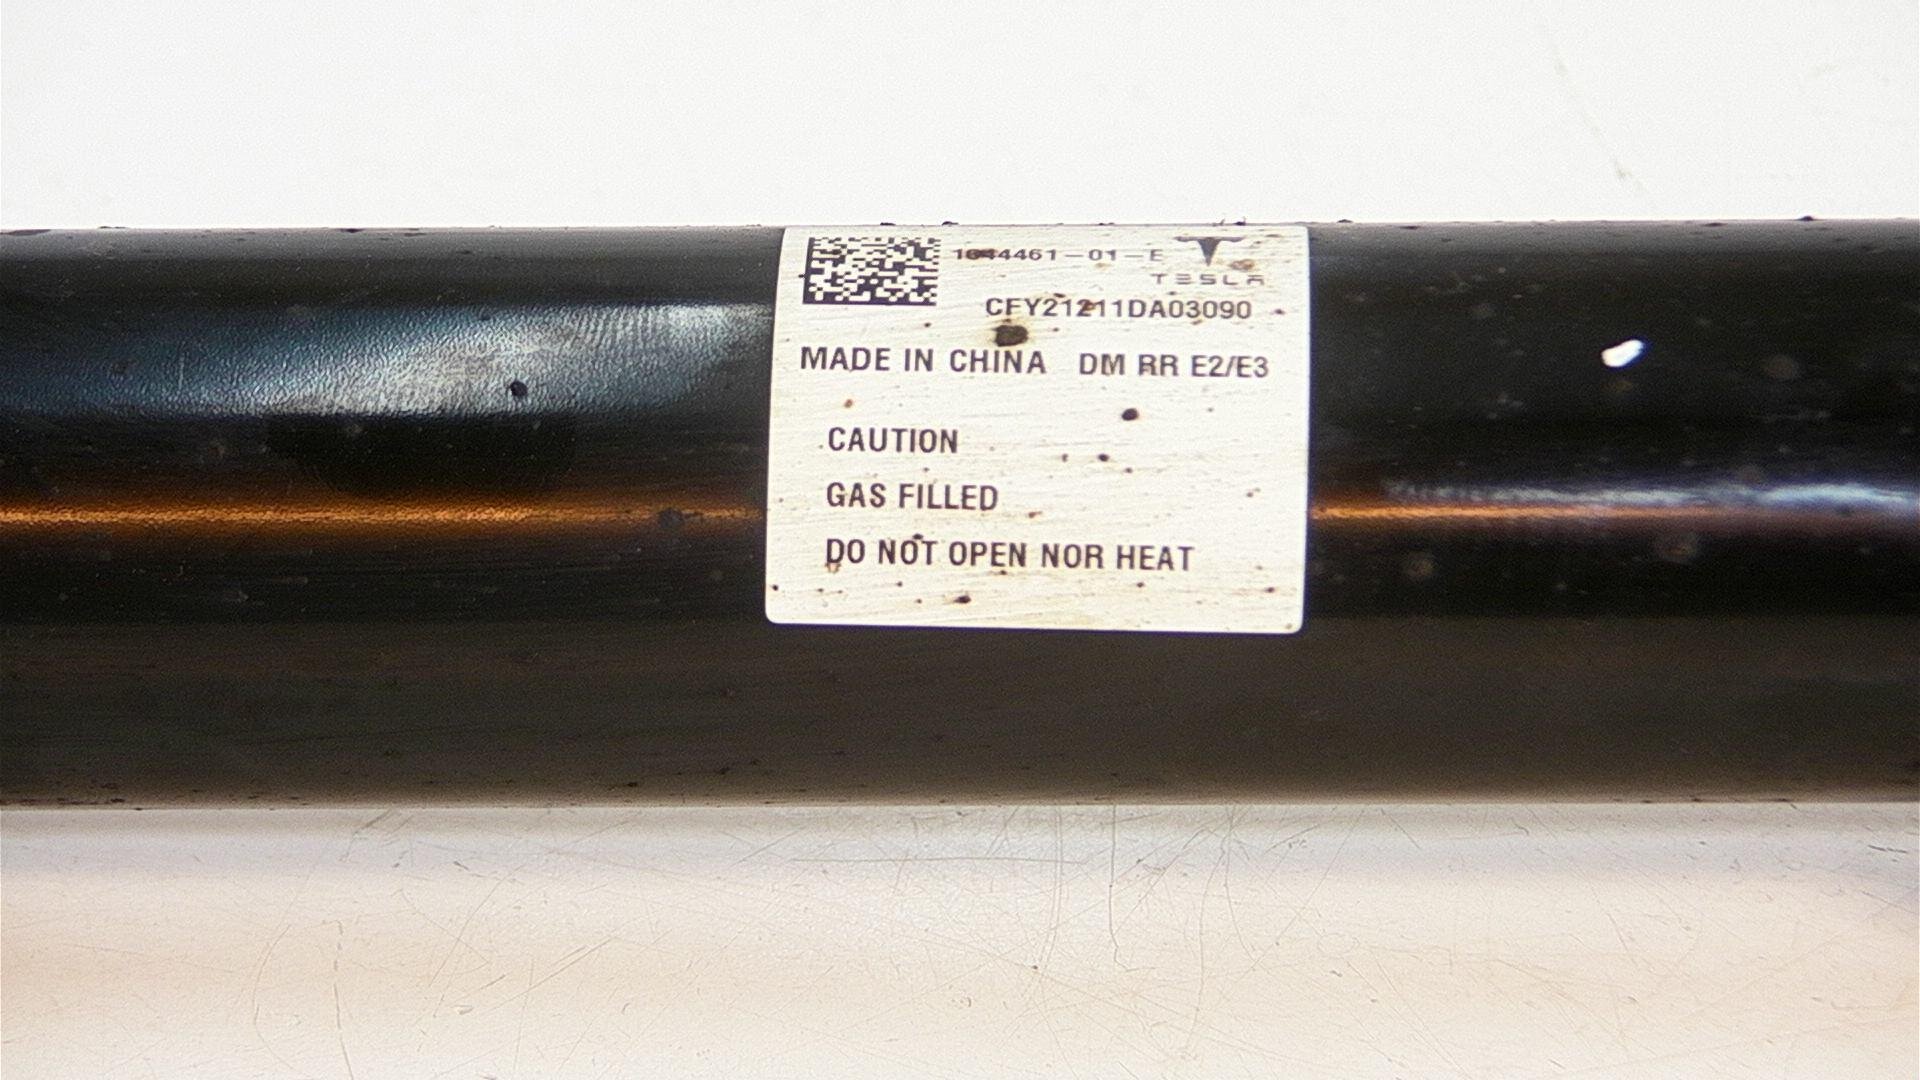 1044461-01-E
TESLA
CFY21211DA03090
MADE IN CHINA DM RR E2/E3
CAUTION
GAS FILLED
DO NOT OPEN NOR HEAT